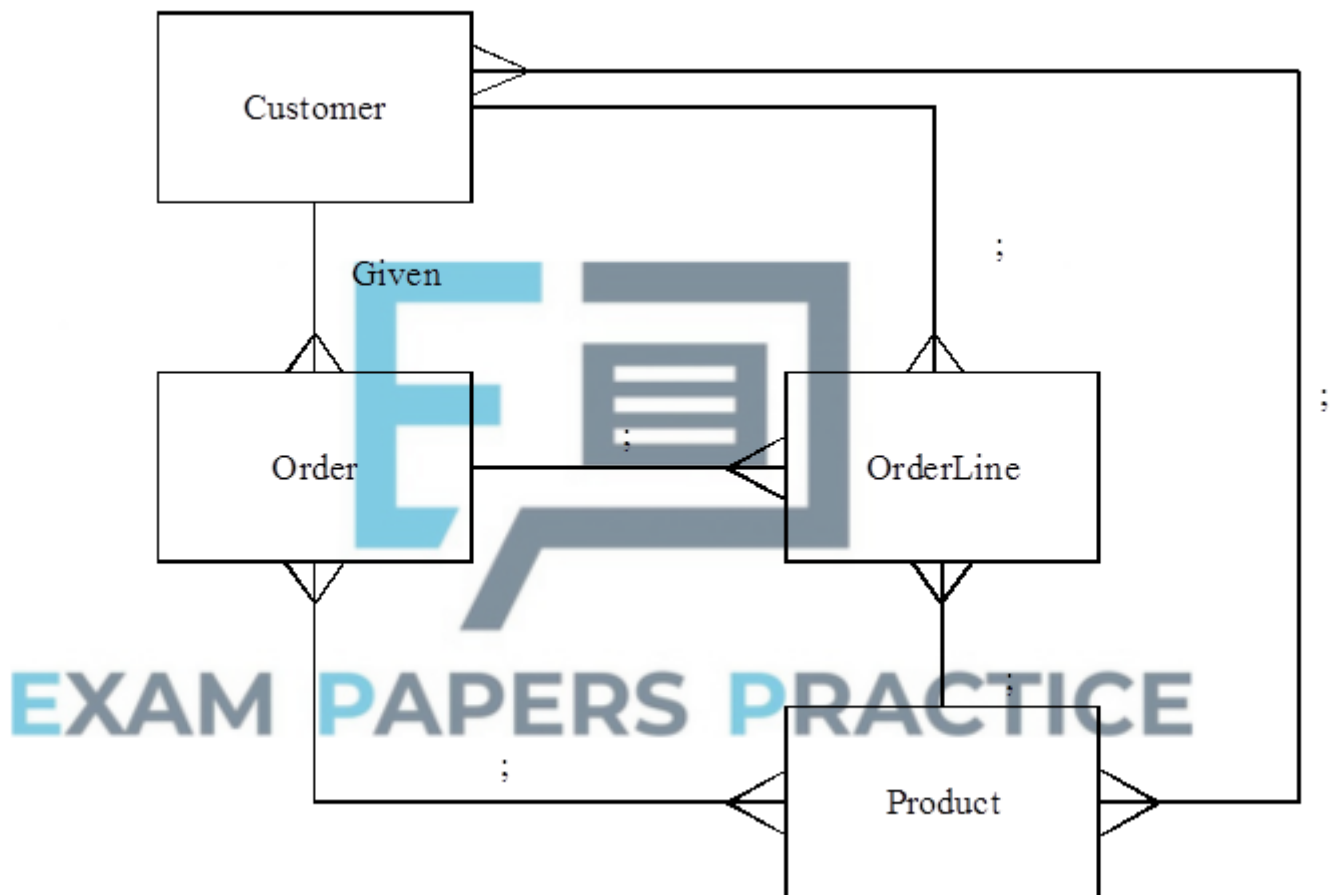 Customer
;
Given
;
;
Order
OrderLine
;
EXAM PAPERS PRACTICE
;
Product